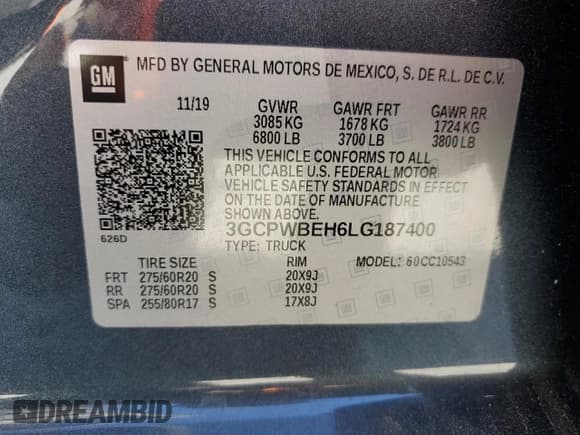 GM
MFD BY GENERAL MOTORS DE MEXICO, S. DE R.L. DE C.V.
11/19 GVWR GAWR FRT GAWR RR
3085 KG 1678 KG 1724 KG
6800 LB 3700 LB 3800 LB
THIS VEHICLE CONFORMS TO ALL
APPLICABLE U.S. FEDERAL MOTOR
VEHICLE SAFETY STANDARDS IN EFFECT
ON THE DATE OF MANUFACTURE
SHOWN ABOVE.
3GCPWBEH6LG187400
626D
TYPE: TRUCK
TIRE SIZE RIM MODEL: 60CC10543
FRT 275/60R20 S 20X9J
RR 275/60R20 S 20X9J
SPA 255/80R17 S 17X8J
DREAMBID